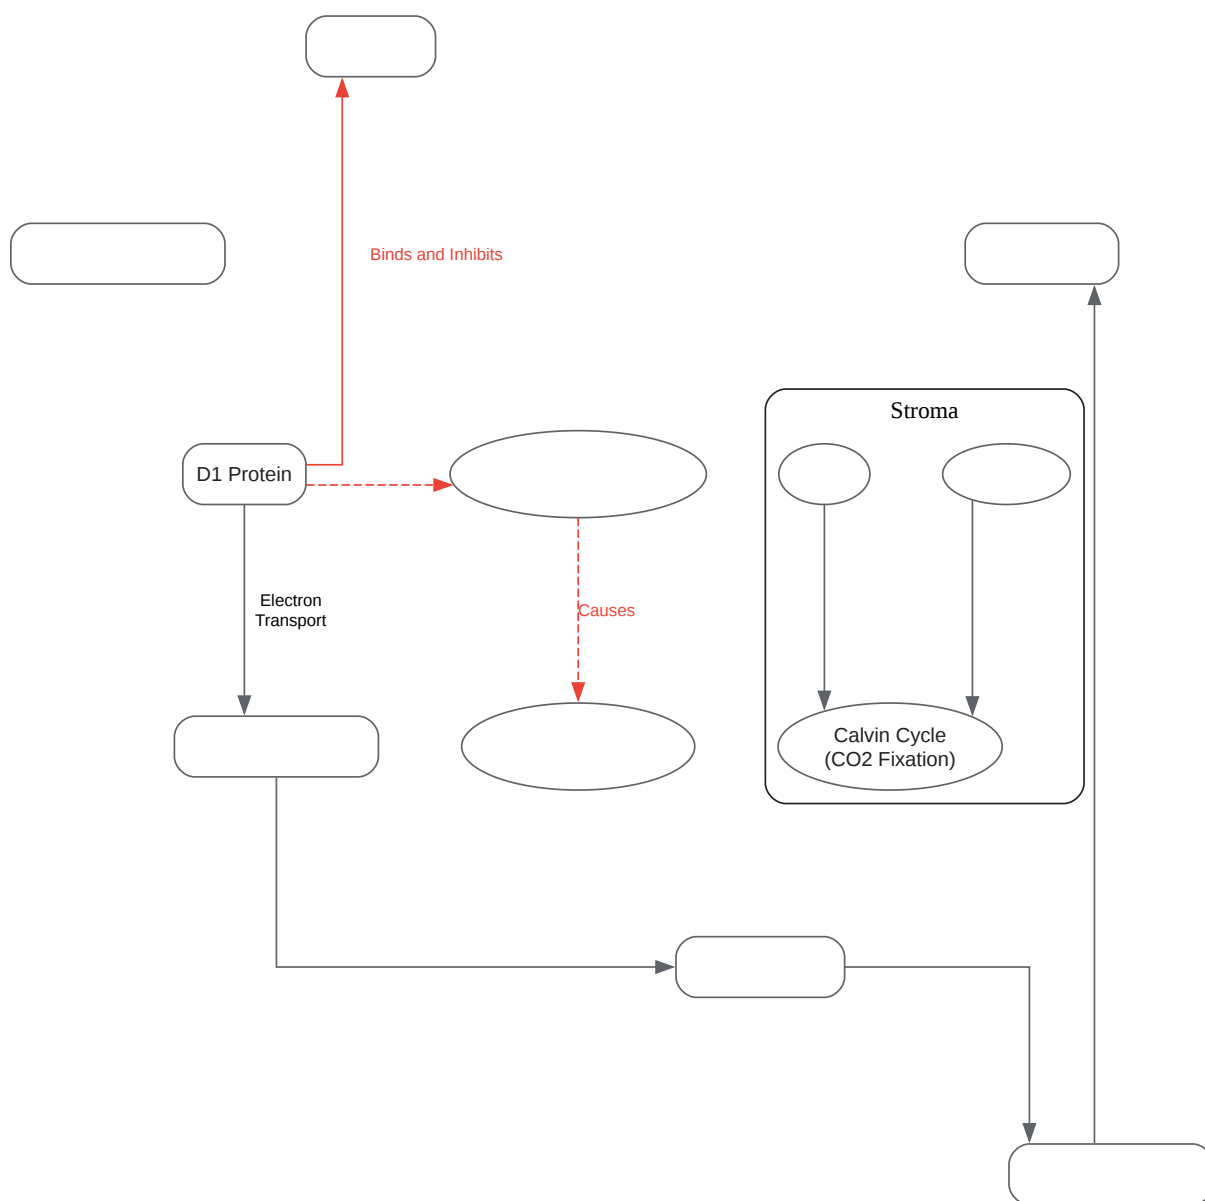 Binds and Inhibits
Stroma
D1 Protein
Electron
Transport
Causes
Calvin Cycle
(CO2 Fixation)